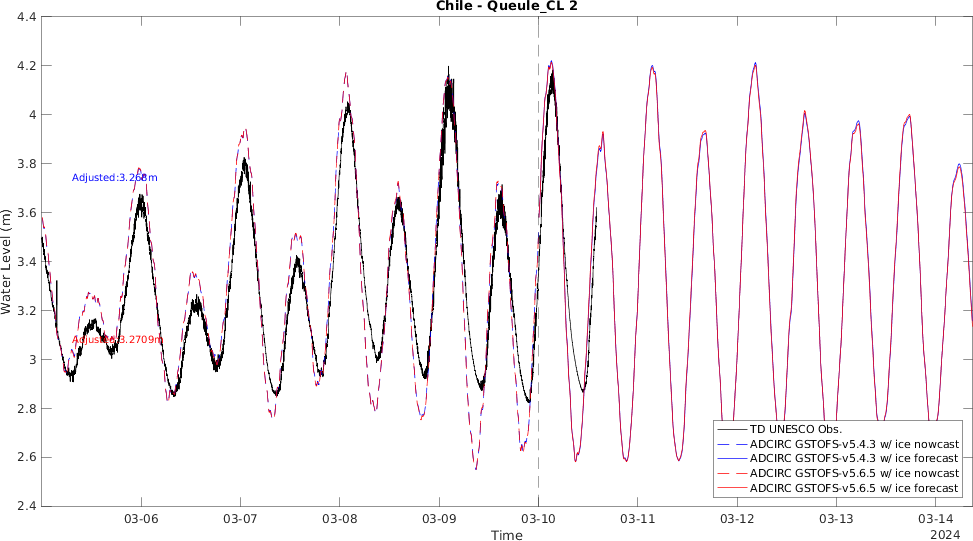 Chile - Queule_CL 2
4.4
4.2
4
3.8
3.6
3.4
3.2
3
2.8
2.6
2.4
Water Level (m)
Adjusted:3.268m
Adjusted:3.2709m
TD UNESCO Obs.
ADCIRC GSTOFS-v5.4.3 w/ ice nowcast
ADCIRC GSTOFS-v5.4.3 w/ ice forecast
ADCIRC GSTOFS-v5.6.5 w/ ice nowcast
ADCIRC GSTOFS-v5.6.5 w/ ice forecast
03-06 03-07 03-08 03-09 03-10 03-11 03-12 03-13 03-14
Time 2024